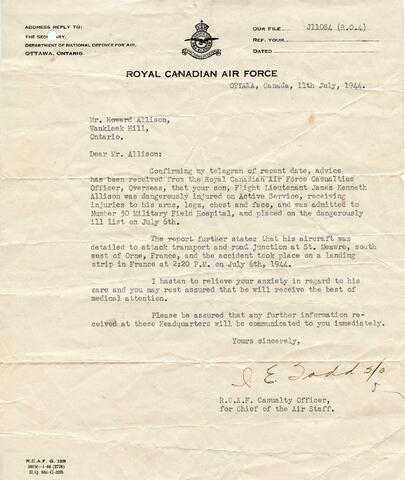 ADDRESS REPLY TO:
THE SECRETARY,
DEPARTMENT OF NATIONAL DEFENCE FOR AIR,
OTTAWA, ONTARIO.
OUR FILE J11084 (R.O.4)
REF. YOUR
DATED
ROYAL CANADIAN AIR FORCE
OTTAWA, Canada, 11th July, 1944.
Mr. Howard Allison,
Vankleek Hill,
Ontario.
Dear Mr. Allison:
Confirming my telegram of recent date, advice
has been received from the Royal Canadian Air Force Casualties
Officer, Overseas, that your son, Flight Lieutenant James Kenneth
Allison was dangerously injured on Active Service, receiving
injuries to his arms, legs, chest and face, and was admitted to
Number 50 Military Field Hospital, and placed on the dangerously
ill list on July 6th.
The report further states that his aircraft was
detailed to attack transport and road junction at St. Meawre, south
west of Orne, France, and the accident took place on a landing
strip in France at 2:20 P.M. on July 6th, 1944.
I hasten to relieve your anxiety in regard to his
care and you may rest assured that he will receive the best of
medical attention.
Please be assured that any further information re-
ceived at these Headquarters will be communicated to you immediately.
Yours sincerely,
I E. Todd S/O
R.C.A.F. Casualty Officer,
for Chief of the Air Staff.
R.C.A.F. G. 32B